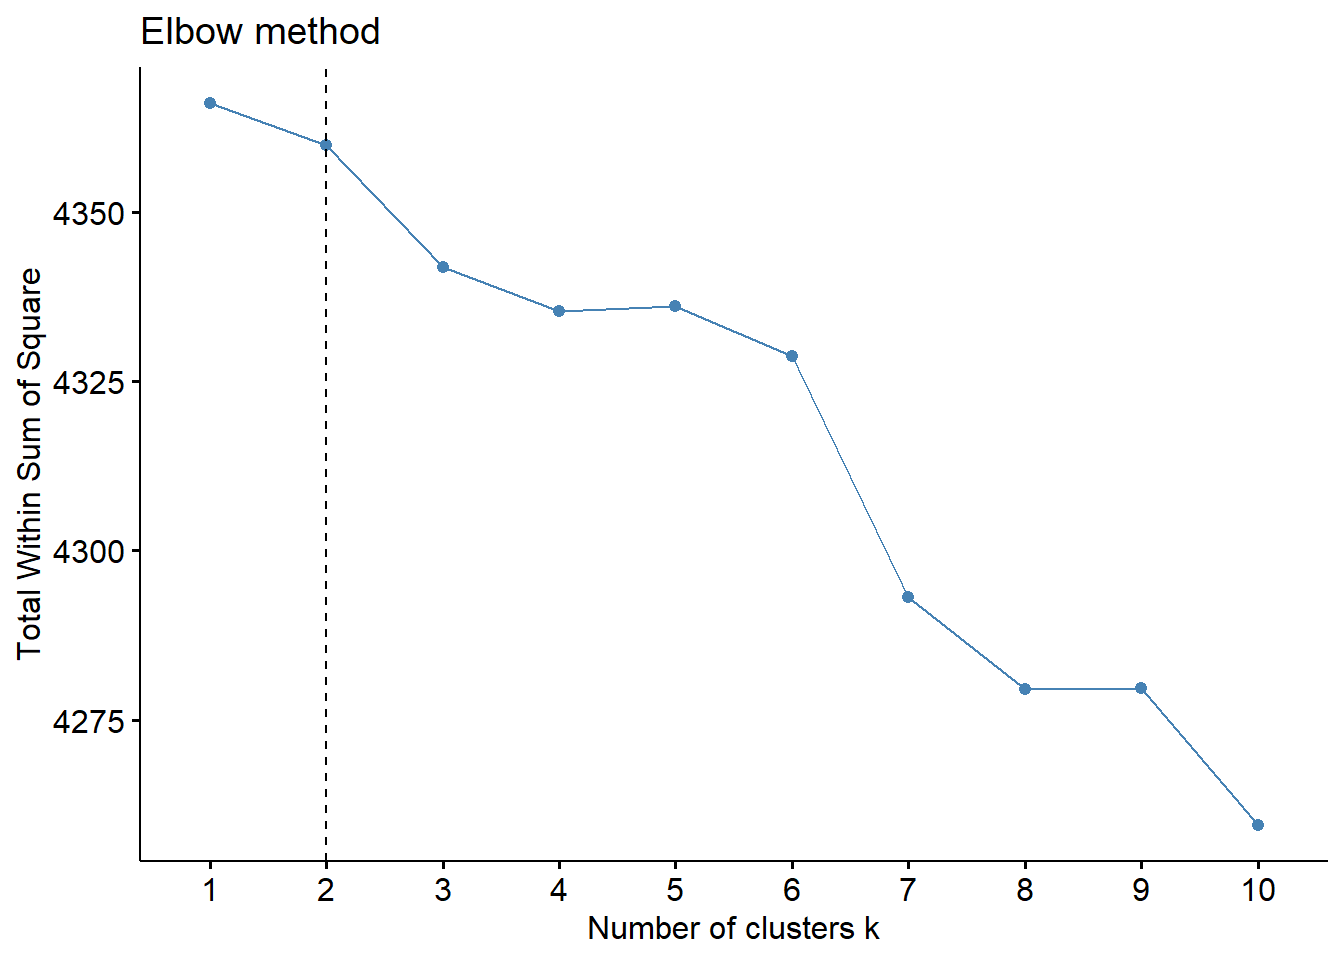 Elbow method
Total Within Sum of Square
4350
4325
4300
4275
1 2 3 4 5 6 7 8 9 10
Number of clusters k